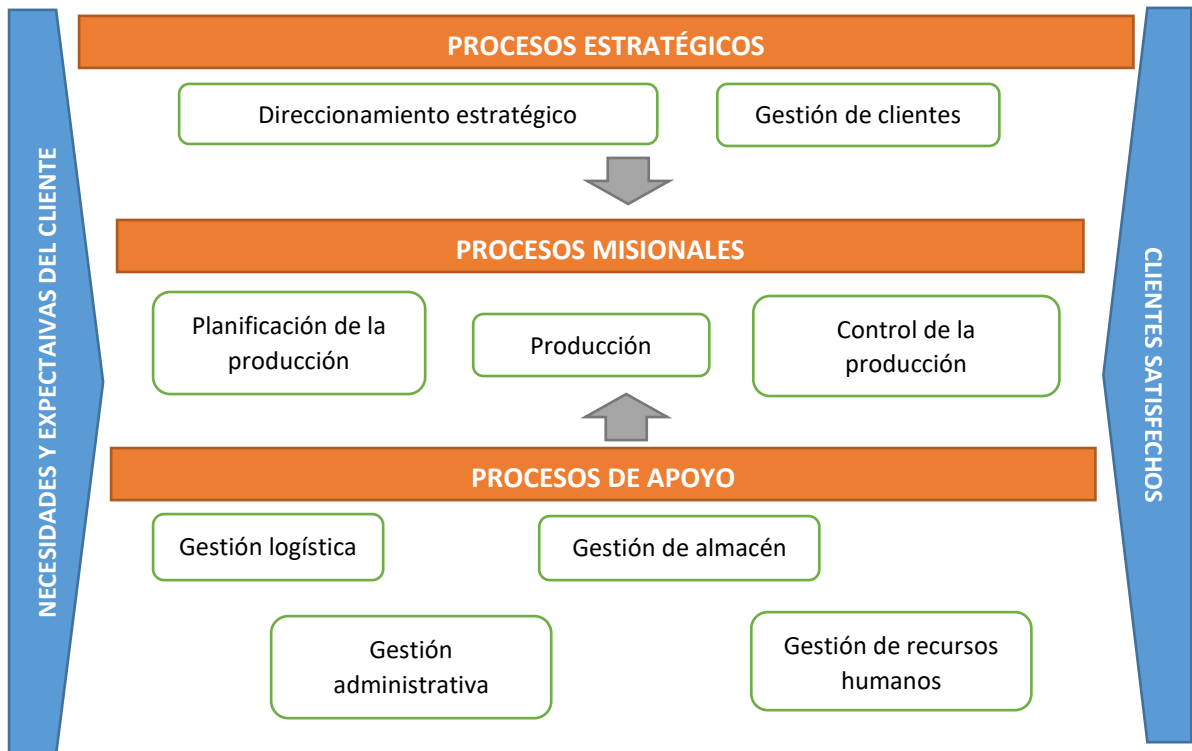 NECESIDADES Y EXPECTAIVAS DEL CLIENTE
PROCESOS ESTRATÉGICOS
Direccionamiento estratégico
Gestión de clientes
PROCESOS MISIONALES
Planificación de la
producción
Producción
Control de la
producción
PROCESOS DE APOYO
Gestión logística
Gestión de almacén
Gestión
administrativa
Gestión de recursos
humanos
CLIENTES SATISFECHOS